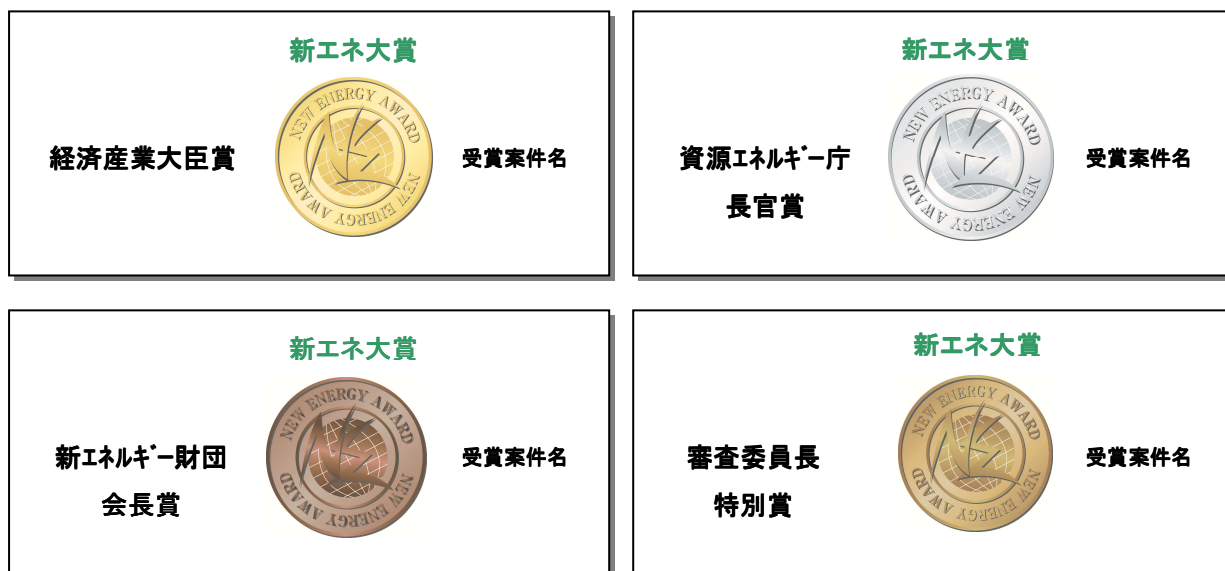 新エネ大賞
経済産業大臣賞
NEW ENERGY AWARD
NEW ENERGY AWARD
受賞案件名
新エネ大賞
資源エネルギー庁
長官賞
NEW ENERGY AWARD
NEW ENERGY AWARD
受賞案件名
新エネ大賞
新エネルギー財団
会長賞
NEW ENERGY AWARD
NEW ENERGY AWARD
受賞案件名
新エネ大賞
審査委員長
特別賞
NEW ENERGY AWARD
NEW ENERGY AWARD
受賞案件名